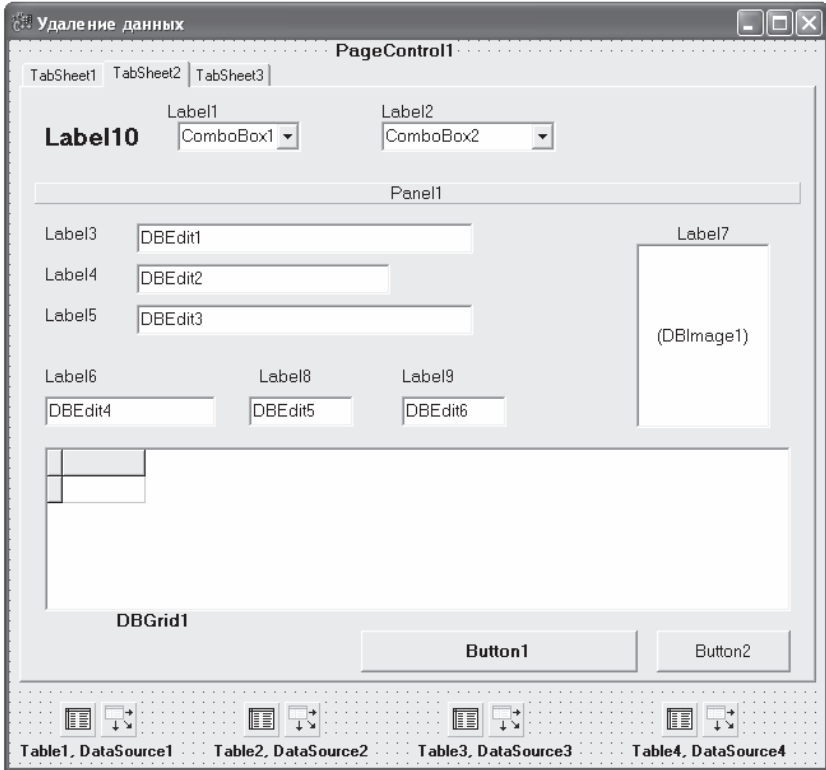 Удаление данных
PageControl1
TabSheet1 TabSheet2 TabSheet3
Label1 Label2
Label10 ComboBox1 ComboBox2
Panel1
Label3 DBEdit1 Label7
Label4 DBEdit2
Label5 DBEdit3
(DBImage1)
Label6 Label8 Label9
DBEdit4 DBEdit5 DBEdit6
DBGrid1
Button1 Button2
Table1, DataSource1 Table2, DataSource2 Table3, DataSource3 Table4, DataSource4